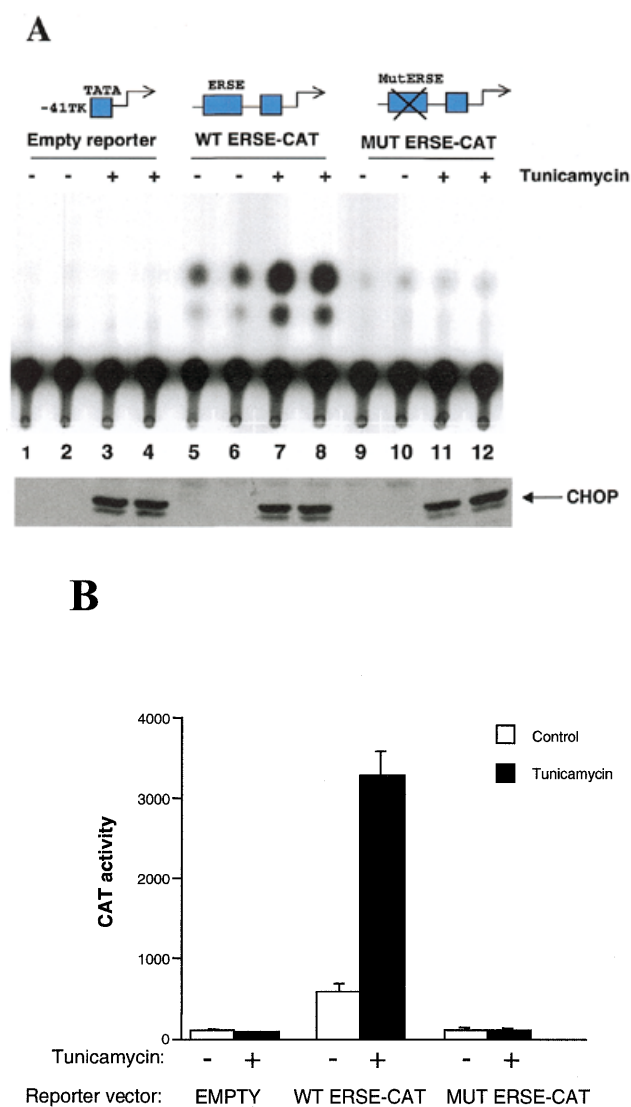 A
TATA
-41TK
ERSE
MutERSE
Empty reporter WT ERSE-CAT MUT ERSE-CAT
- - + + - - + + - - + + Tunicamycin
1 2 3 4 5 6 7 8 9 10 11 12
CHOP
B
4000
3000
2000
1000
0
CAT activity
Control
Tunicamycin
Tunicamycin: - + - + - +
Reporter vector: EMPTY WT ERSE-CAT MUT ERSE-CAT